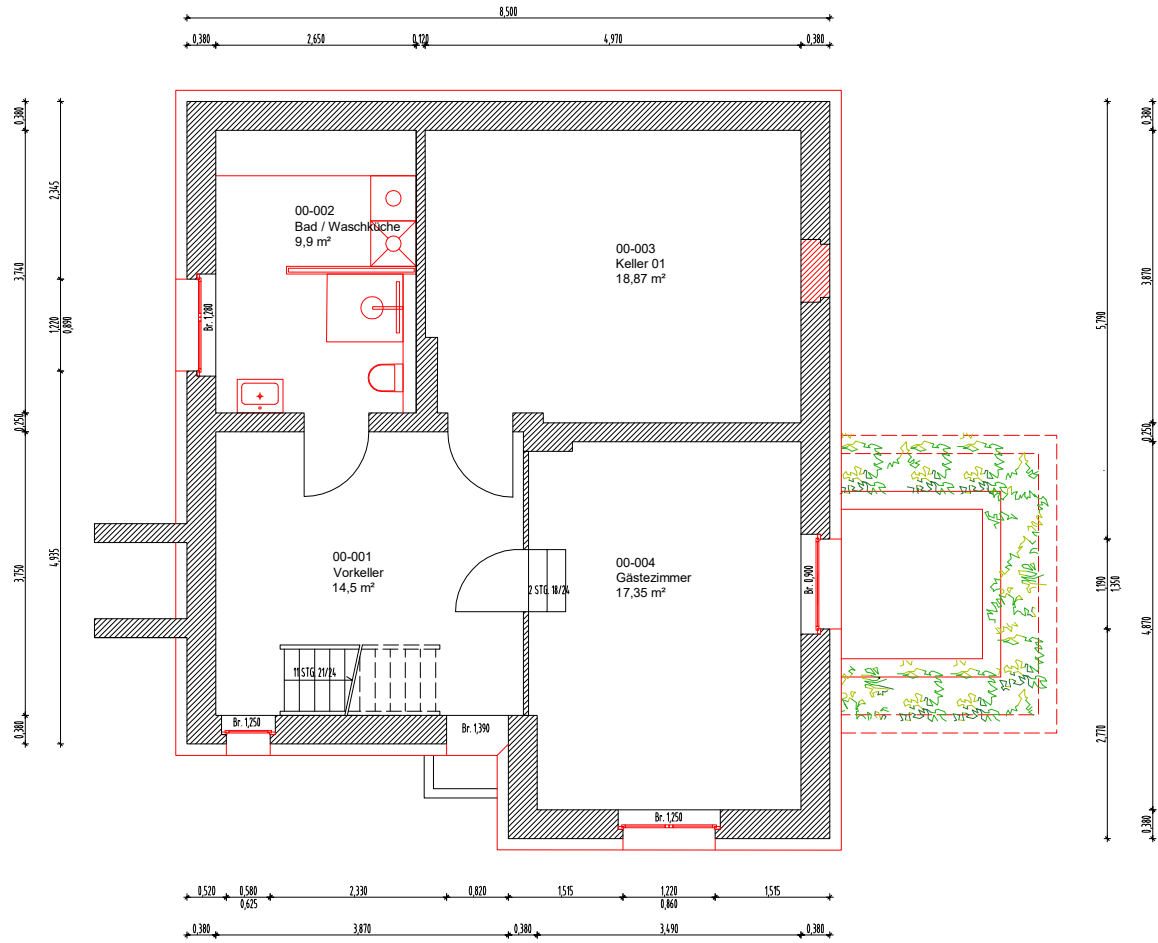 8,500
0,380
2,650
0,120
4,970
0,380
0,380
2,345
3,740
1,220
0,890
0,250
4,935
3,750
0,380
00-002
Bad / Waschküche
9,9 m²
Br. 1,280
00-003
Keller 01
18,87 m²
00-001
Vorkeller
14,5 m²
2 STG. 18/24
00-004
Gästezimmer
17,35 m²
Br. 0,900
11 STG. 21/24
Br. 1,250
Br. 1,390
Br. 1,250
0,380
3,870
5,790
0,250
1,190
1,350
4,870
2,770
0,380
0,520
0,580
0,625
2,330
0,820
1,515
1,220
0,860
1,515
0,380
3,870
0,380
3,490
0,380